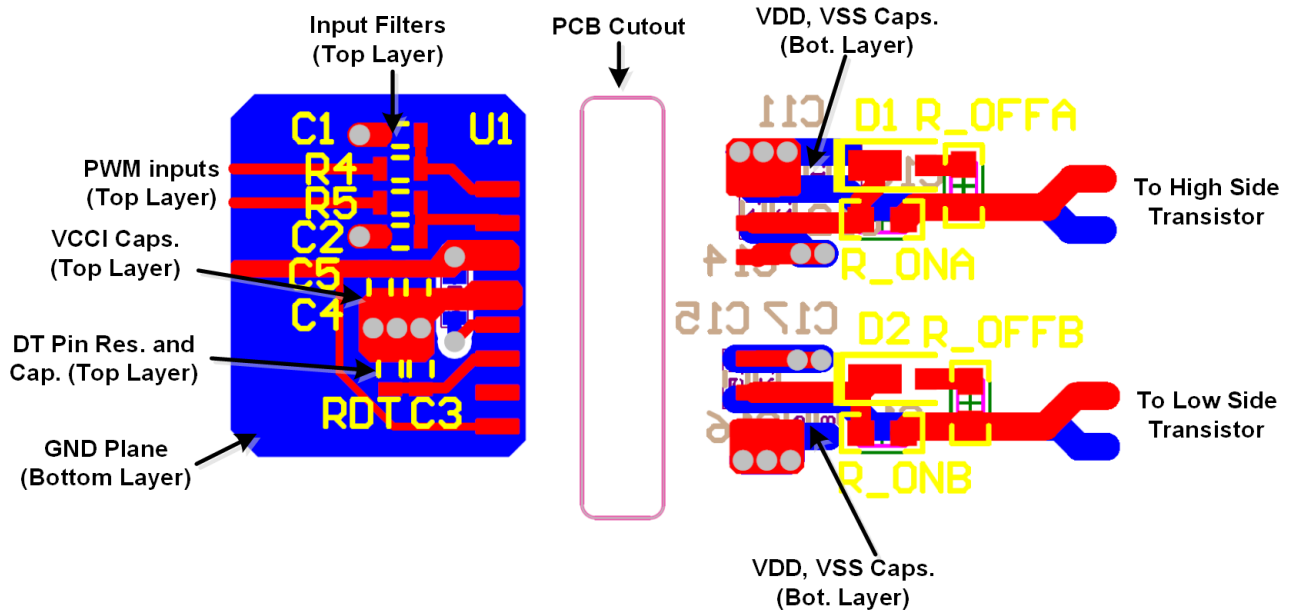 Input Filters
(Top Layer)
PCB Cutout
VDD, VSS Caps.
(Bot. Layer)
C1
U1
R4
R5
C2
C5
C4
RDT
C3
PWM inputs
(Top Layer)
VCCI Caps.
(Top Layer)
DT Pin Res. and
Cap. (Top Layer)
GND Plane
(Bottom Layer)
C11
D1
R_OFFA
R_ONA
C14
To High Side
Transistor
C15
C17
D2
R_OFFB
R_ONB
To Low Side
Transistor
VDD, VSS Caps.
(Bot. Layer)